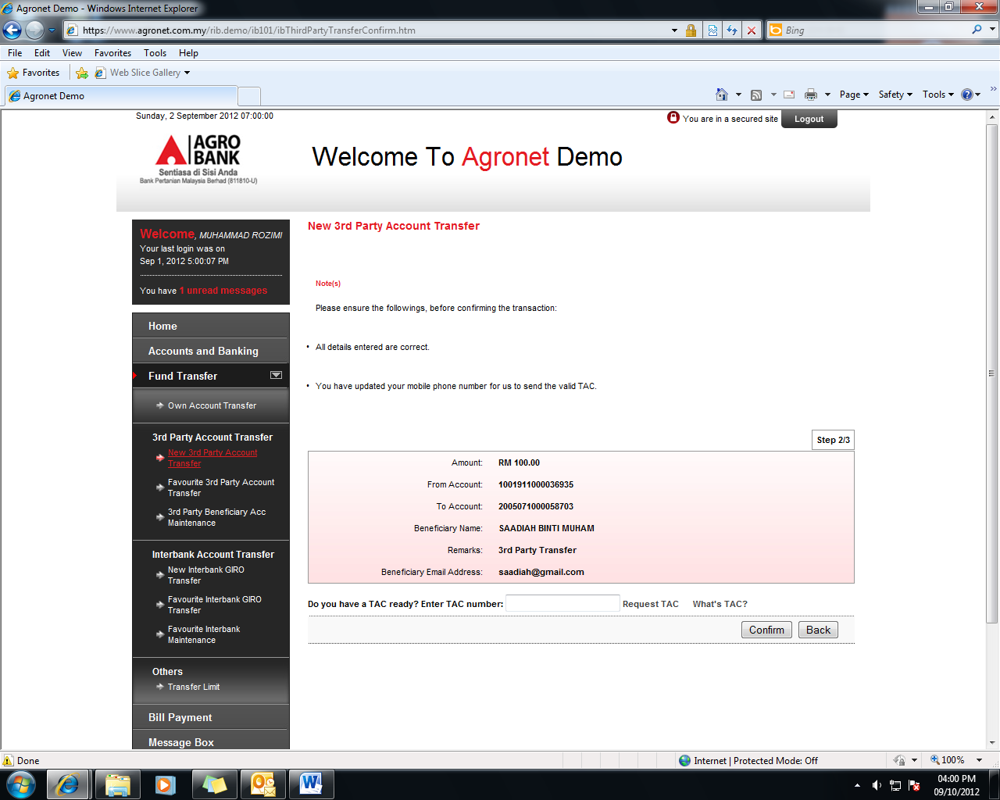 Agronet Demo - Windows Internet Explorer
https://www.agronet.com.my/rib.demo/ib101/ibThirdPartyTransferConfirm.htm
Bing
File Edit View Favorites Tools Help
Favorites Web Slice Gallery
Agronet Demo
Page Safety Tools
Sunday, 2 September 2012 07:00:00
You are in a secured site Logout
AGRO
BANK
Sentiasa di Sisi Anda
Bank Pertanian Malaysia Berhad (811810-U)
Welcome To Agronet Demo
Welcome, MUHAMMAD ROZIMI
Your last login was on
Sep 1, 2012 5:00:07 PM
You have 1 unread messages
Home
Accounts and Banking
Fund Transfer
Own Account Transfer
3rd Party Account Transfer
New 3rd Party Account
Transfer
Favourite 3rd Party Account
Transfer
3rd Party Beneficiary Acc
Maintenance
Interbank Account Transfer
New Interbank GIRO
Transfer
Favourite Interbank GIRO
Transfer
Favourite Interbank
Maintenance
Others
Transfer Limit
Bill Payment
Message Box
New 3rd Party Account Transfer
Note(s)
Please ensure the followings, before confirming the transaction:
• All details entered are correct.
• You have updated your mobile phone number for us to send the valid TAC.
Step 2/3
Amount: RM 100.00
From Account: 1001911000036935
To Account: 2005071000058703
Beneficiary Name: SAADIAH BINTI MUHAM
Remarks: 3rd Party Transfer
Beneficiary Email Address: saadiah@gmail.com
Do you have a TAC ready? Enter TAC number: Request TAC What's TAC?
Confirm Back
Done
Internet | Protected Mode: Off
100%
04:00 PM
09/10/2012